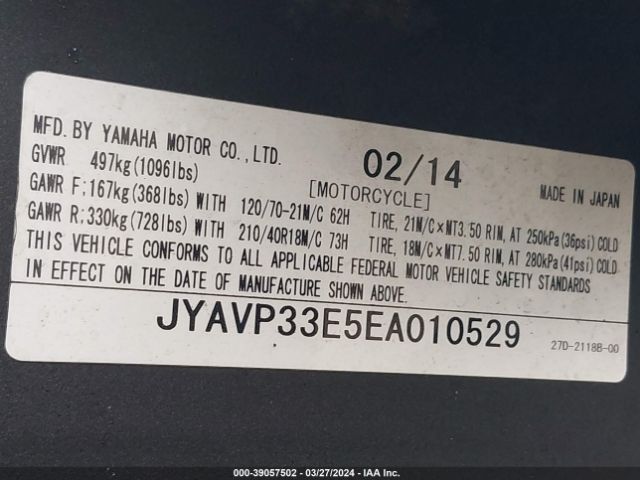 MFD. BY YAMAHA MOTOR CO., LTD. 02/14 MADE IN JAPAN
GVWR 497kg(1096lbs) [MOTORCYCLE]
GAWR F:167kg(368lbs) WITH 120/70-21M/C 62H TIRE, 21M/C×MT3.50 RIM, AT 250kPa(36psi)COLD
GAWR R:330kg(728lbs) WITH 210/40R18M/C 73H TIRE, 18M/C×MT7.50 RIM, AT 280kPa(41psi)COLD
THIS VEHICLE CONFORMS TO ALL APPLICABLE FEDERAL MOTOR VEHICLE SAFETY STANDARDS
IN EFFECT ON THE DATE OF MANUFACTURE SHOWN ABOVE.
JYAVP33E5EA010529 27D-2118B-00
000-39057502 - 03/27/2024 - IAAI Inc.